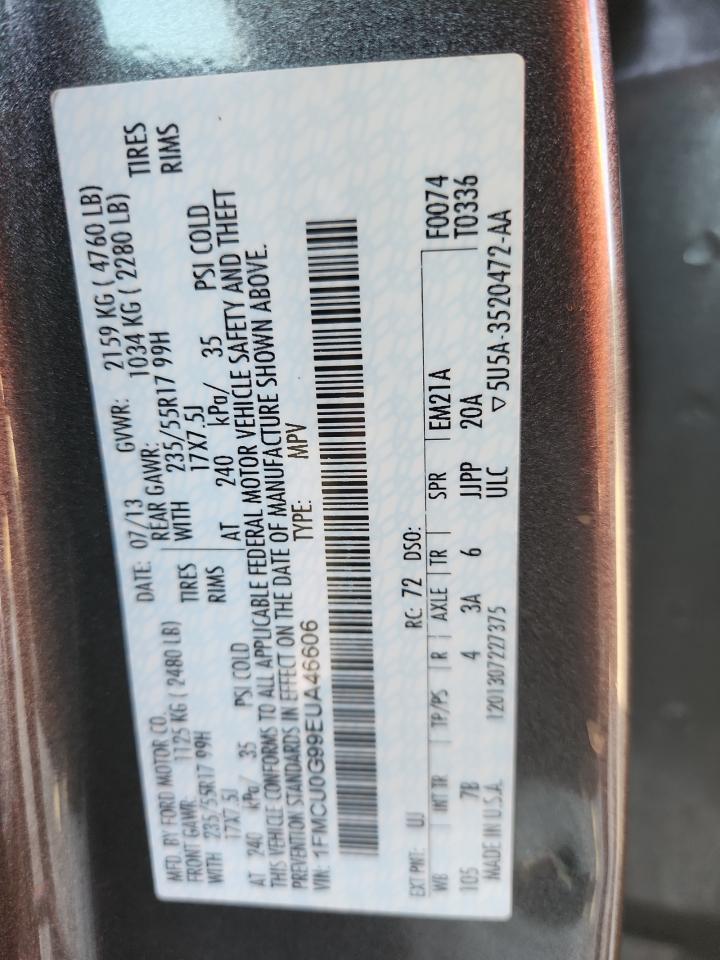 MFD. BY FORD MOTOR CO.
DATE: 07/13 GVWR: 2159 KG ( 4760 LB)
FRONT GAWR: 1125 KG ( 2480 LB) REAR GAWR: 1034 KG ( 2280 LB)
WITH 235/55R17 99H TIRES WITH 235/55R17 99H TIRES
17X7.5J RIMS 17X7.5J RIMS
AT 240 kPa/ 35 PSI COLD AT 240 kPa/ 35 PSI COLD
THIS VEHICLE CONFORMS TO ALL APPLICABLE FEDERAL MOTOR VEHICLE SAFETY AND THEFT
PREVENTION STANDARDS IN EFFECT ON THE DATE OF MANUFACTURE SHOWN ABOVE.
VIN: 1FMCU0G99EUA46606 TYPE: MPV
EXT PNT: UJ RC: 72 DSO:
WB INT TR TP/PS R AXLE TR SPR EM21A F0074
105 7B 4 3A 6 JJPP 20A T0336
MADE IN U.S.A. 1201307227375 ULC ▽5U5A-3520472-AA